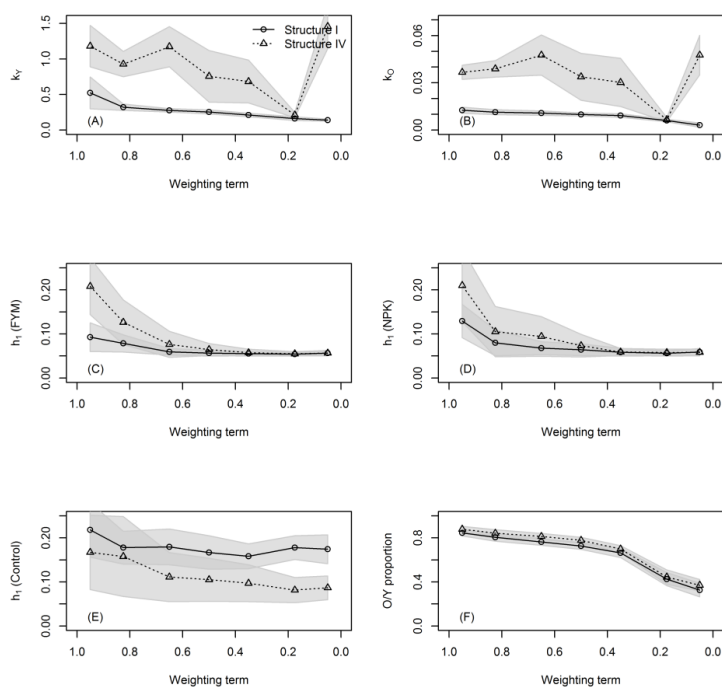 k_Y
0.0 0.5 1.0 1.5
Structure I
Structure IV
(A)
1.0 0.8 0.6 0.4 0.2 0.0
Weighting term
k_O
0.00 0.03 0.06
(B)
1.0 0.8 0.6 0.4 0.2 0.0
Weighting term
h_1 (FYM)
0.00 0.10 0.20
(C)
1.0 0.8 0.6 0.4 0.2 0.0
Weighting term
h_1 (NPK)
0.00 0.10 0.20
(D)
1.0 0.8 0.6 0.4 0.2 0.0
Weighting term
h_1 (Control)
0.00 0.10 0.20
(E)
1.0 0.8 0.6 0.4 0.2 0.0
Weighting term
O/Y proportion
0.0 0.4 0.8
(F)
1.0 0.8 0.6 0.4 0.2 0.0
Weighting term